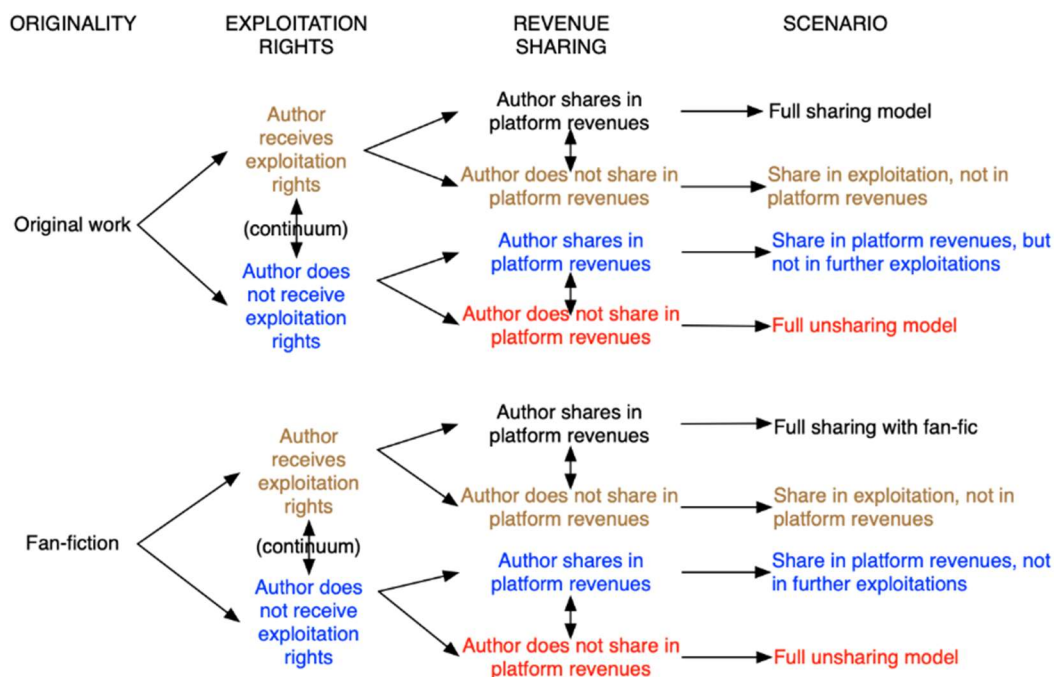 ORIGINALITY
EXPLOITATION
RIGHTS
REVENUE
SHARING
SCENARIO
Original work
Author
receives
exploitation
rights
(continuum)
Author does
not receive
exploitation
rights
Author shares in
platform revenues
Author does not share in
platform revenues
Author shares in
platform revenues
Author does not share in
platform revenues
Full sharing model
Share in exploitation, not in
platform revenues
Share in platform revenues, but
not in further exploitations
Full unsharing model
Fan-fiction
Author
receives
exploitation
rights
(continuum)
Author does
not receive
exploitation
rights
Author shares in
platform revenues
Author does not share in
platform revenues
Author shares in
platform revenues
Author does not share in
platform revenues
Full sharing with fan-fic
Share in exploitation, not in
platform revenues
Share in platform revenues, not
in further exploitations
Full unsharing model